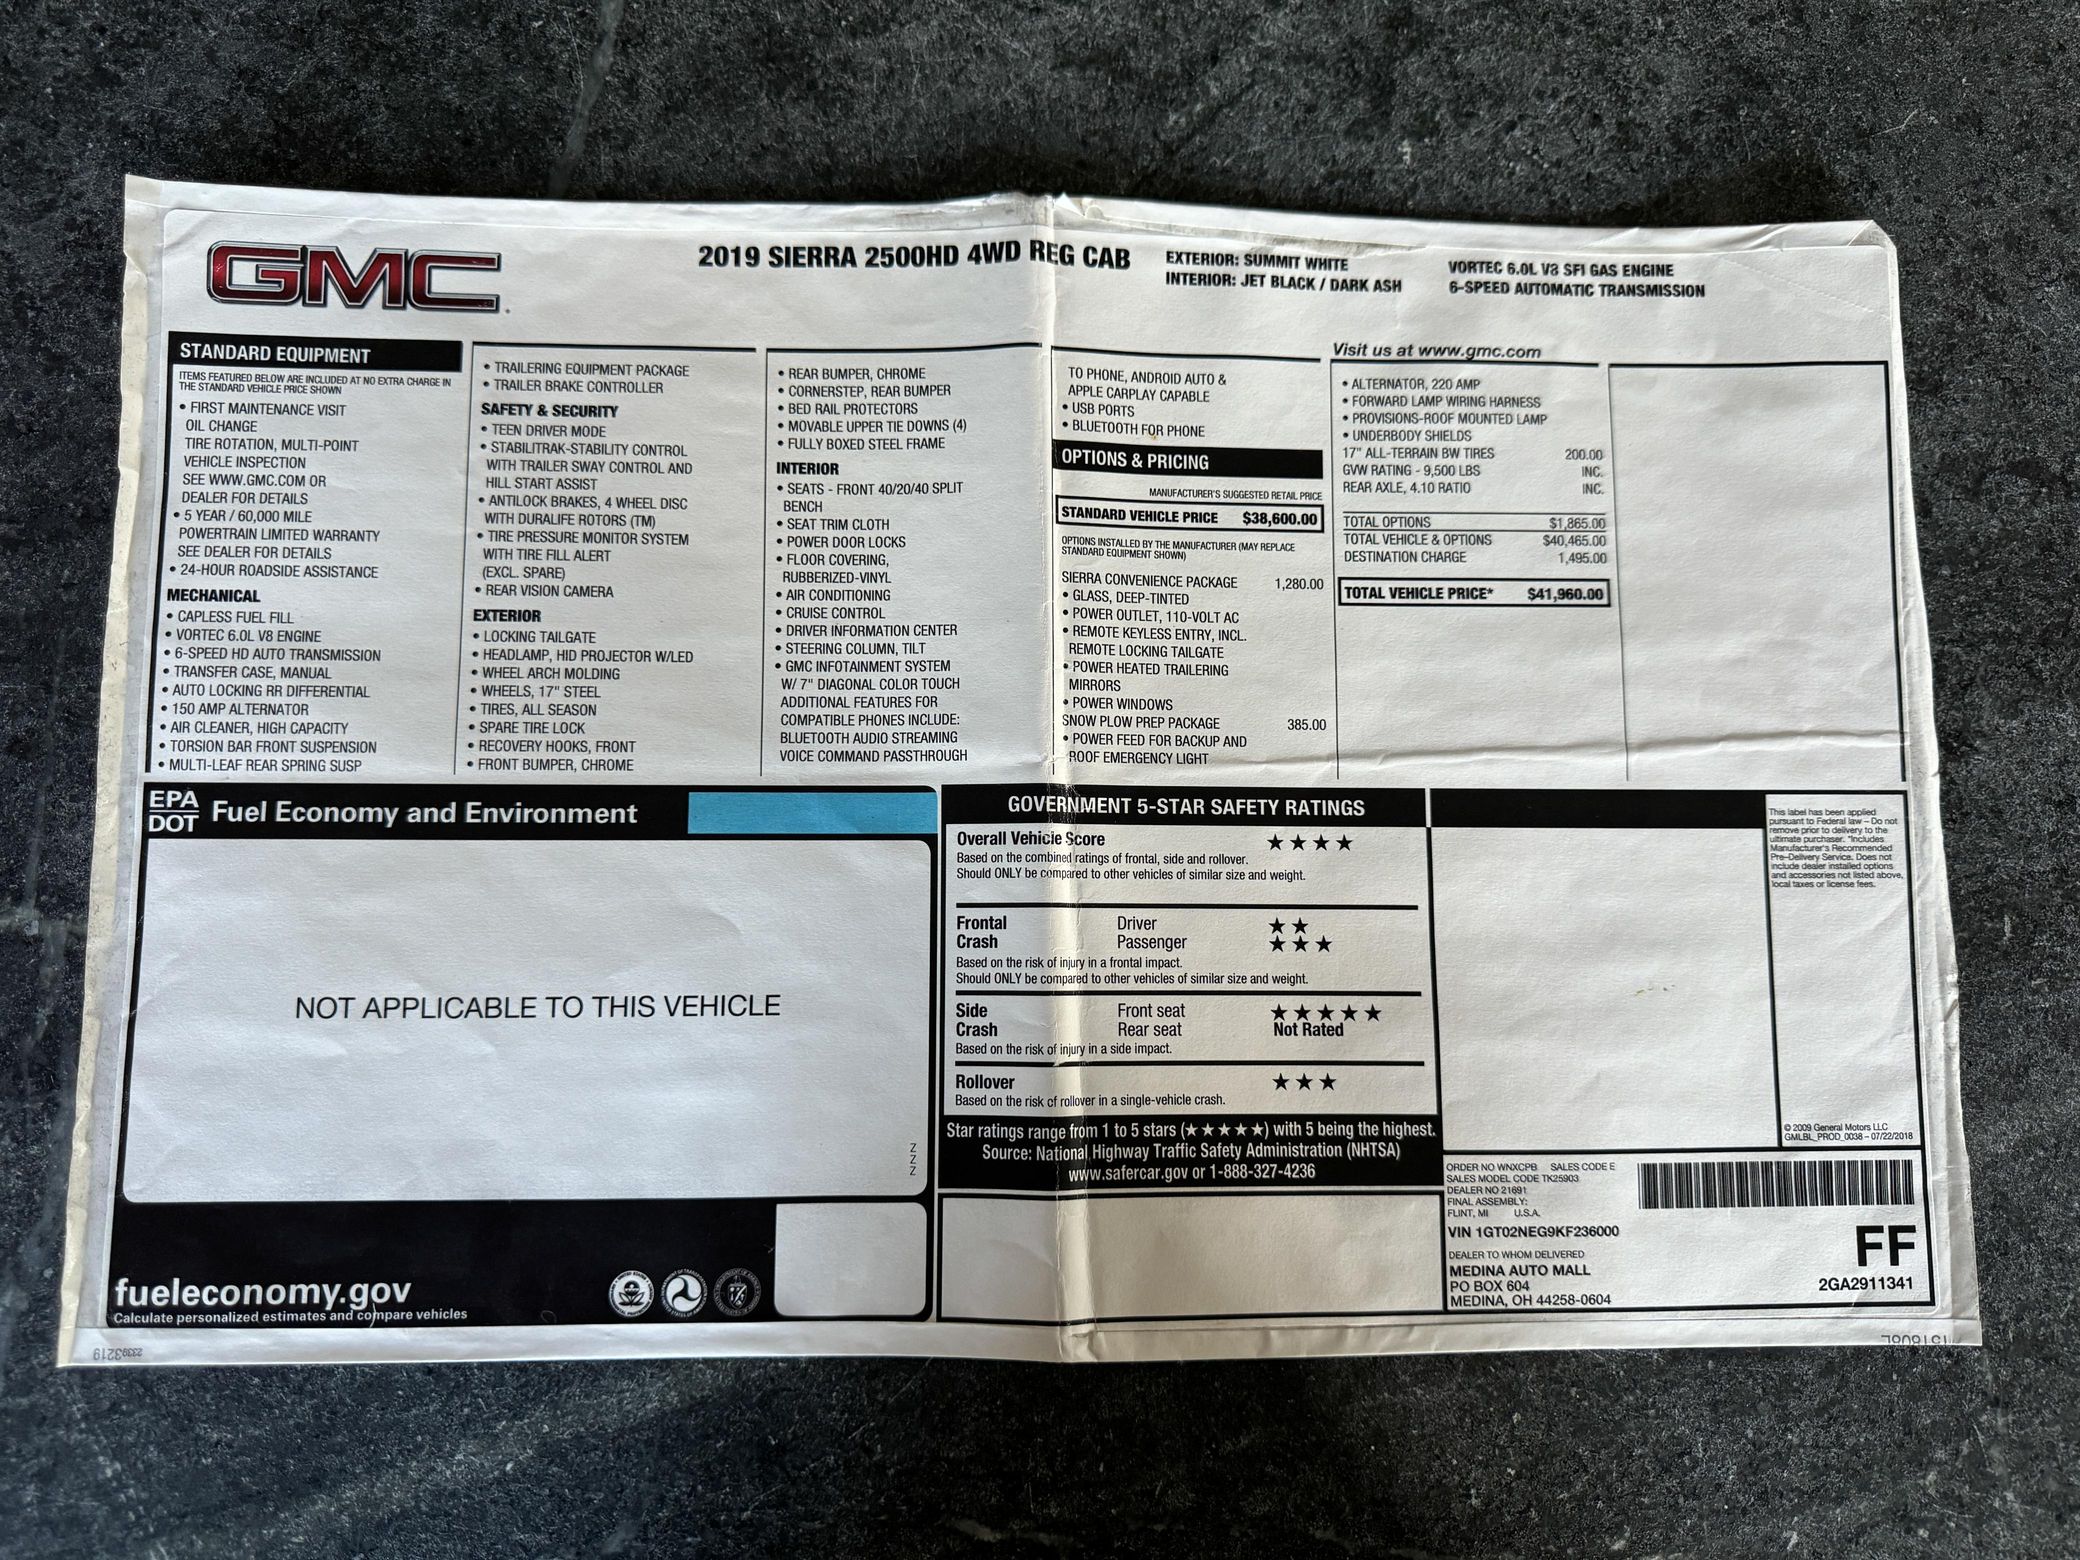 GMC
2019 SIERRA 2500HD 4WD REG CAB
EXTERIOR: SUMMIT WHITE
INTERIOR: JET BLACK / DARK ASH
VORTEC 6.0L V8 SFI GAS ENGINE
6-SPEED AUTOMATIC TRANSMISSION
STANDARD EQUIPMENT
ITEMS FEATURED BELOW ARE INCLUDED AT NO EXTRA CHARGE IN
THE STANDARD VEHICLE PRICE SHOWN
• FIRST MAINTENANCE VISIT
OIL CHANGE
TIRE ROTATION, MULTI-POINT
VEHICLE INSPECTION
SEE WWW.GMC.COM OR
DEALER FOR DETAILS
• 5 YEAR / 60,000 MILE
POWERTRAIN LIMITED WARRANTY
SEE DEALER FOR DETAILS
• 24-HOUR ROADSIDE ASSISTANCE
MECHANICAL
• CAPLESS FUEL FILL
• VORTEC 6.0L V8 ENGINE
• 6-SPEED HD AUTO TRANSMISSION
• TRANSFER CASE, MANUAL
• AUTO LOCKING RR DIFFERENTIAL
• 150 AMP ALTERNATOR
• AIR CLEANER, HIGH CAPACITY
• TORSION BAR FRONT SUSPENSION
• MULTI-LEAF REAR SPRING SUSP
• TRAILERING EQUIPMENT PACKAGE
• TRAILER BRAKE CONTROLLER
SAFETY & SECURITY
• TEEN DRIVER MODE
• STABILITRAK-STABILITY CONTROL
WITH TRAILER SWAY CONTROL AND
HILL START ASSIST
• ANTILOCK BRAKES, 4 WHEEL DISC
WITH DURALIFE ROTORS (TM)
• TIRE PRESSURE MONITOR SYSTEM
WITH TIRE FILL ALERT
(EXCL. SPARE)
• REAR VISION CAMERA
EXTERIOR
• LOCKING TAILGATE
• HEADLAMP, HID PROJECTOR W/LED
• WHEEL ARCH MOLDING
• WHEELS, 17" STEEL
• TIRES, ALL SEASON
• SPARE TIRE LOCK
• RECOVERY HOOKS, FRONT
• FRONT BUMPER, CHROME
• REAR BUMPER, CHROME
• CORNERSTEP, REAR BUMPER
• BED RAIL PROTECTORS
• MOVABLE UPPER TIE DOWNS (4)
• FULLY BOXED STEEL FRAME
INTERIOR
• SEATS - FRONT 40/20/40 SPLIT
BENCH
• SEAT TRIM CLOTH
• POWER DOOR LOCKS
• FLOOR COVERING,
RUBBERIZED-VINYL
• AIR CONDITIONING
• CRUISE CONTROL
• DRIVER INFORMATION CENTER
• STEERING COLUMN, TILT
• GMC INFOTAINMENT SYSTEM
W/ 7" DIAGONAL COLOR TOUCH
ADDITIONAL FEATURES FOR
COMPATIBLE PHONES INCLUDE:
BLUETOOTH AUDIO STREAMING
VOICE COMMAND PASSTHROUGH
TO PHONE, ANDROID AUTO &
APPLE CARPLAY CAPABLE
• USB PORTS
• BLUETOOTH FOR PHONE
OPTIONS & PRICING
MANUFACTURER'S SUGGESTED RETAIL PRICE
STANDARD VEHICLE PRICE $38,600.00
OPTIONS INSTALLED BY THE MANUFACTURER (MAY REPLACE
STANDARD EQUIPMENT SHOWN)
SIERRA CONVENIENCE PACKAGE 1,280.00
• GLASS, DEEP-TINTED
• POWER OUTLET, 110-VOLT AC
• REMOTE KEYLESS ENTRY, INCL.
REMOTE LOCKING TAILGATE
• POWER HEATED TRAILERING
MIRRORS
• POWER WINDOWS
SNOW PLOW PREP PACKAGE 385.00
• POWER FEED FOR BACKUP AND
ROOF EMERGENCY LIGHT
Visit us at www.gmc.com
• ALTERNATOR, 220 AMP
• FORWARD LAMP WIRING HARNESS
• PROVISIONS-ROOF MOUNTED LAMP
• UNDERBODY SHIELDS
17" ALL-TERRAIN BW TIRES 200.00
GVW RATING - 9,500 LBS INC.
REAR AXLE, 4.10 RATIO INC.
TOTAL OPTIONS $1,865.00
TOTAL VEHICLE & OPTIONS $40,465.00
DESTINATION CHARGE 1,495.00
TOTAL VEHICLE PRICE* $41,960.00
EPA
DOT
Fuel Economy and Environment
NOT APPLICABLE TO THIS VEHICLE
Z
Z
Z
fueleconomy.gov
Calculate personalized estimates and compare vehicles
GOVERNMENT 5-STAR SAFETY RATINGS
Overall Vehicle Score ★★★★
Based on the combined ratings of frontal, side and rollover.
Should ONLY be compared to other vehicles of similar size and weight.
Frontal Driver ★★
Crash Passenger ★★★
Based on the risk of injury in a frontal impact.
Should ONLY be compared to other vehicles of similar size and weight.
Side Front seat ★★★★★
Crash Rear seat Not Rated
Based on the risk of injury in a side impact.
Rollover ★★★
Based on the risk of rollover in a single-vehicle crash.
Star ratings range from 1 to 5 stars (★★★★★) with 5 being the highest.
Source: National Highway Traffic Safety Administration (NHTSA)
www.safercar.gov or 1-888-327-4236
This label has been applied
pursuant to Federal law – Do not
remove prior to delivery to the
ultimate purchaser. *Includes
Manufacturer's Recommended
Pre-Delivery Service. Does not
include dealer installed options
and accessories not listed above,
local taxes or license fees.
© 2009 General Motors LLC
GMLBL_PROD_0038 – 07/22/2018
ORDER NO WNXCPB SALES CODE E
SALES MODEL CODE TK25903
DEALER NO 21691
FINAL ASSEMBLY:
FLINT, MI U.S.A.
VIN 1GT02NEG9KF236000
DEALER TO WHOM DELIVERED
MEDINA AUTO MALL
PO BOX 604
MEDINA, OH 44258-0604
FF
2GA2911341
23393219